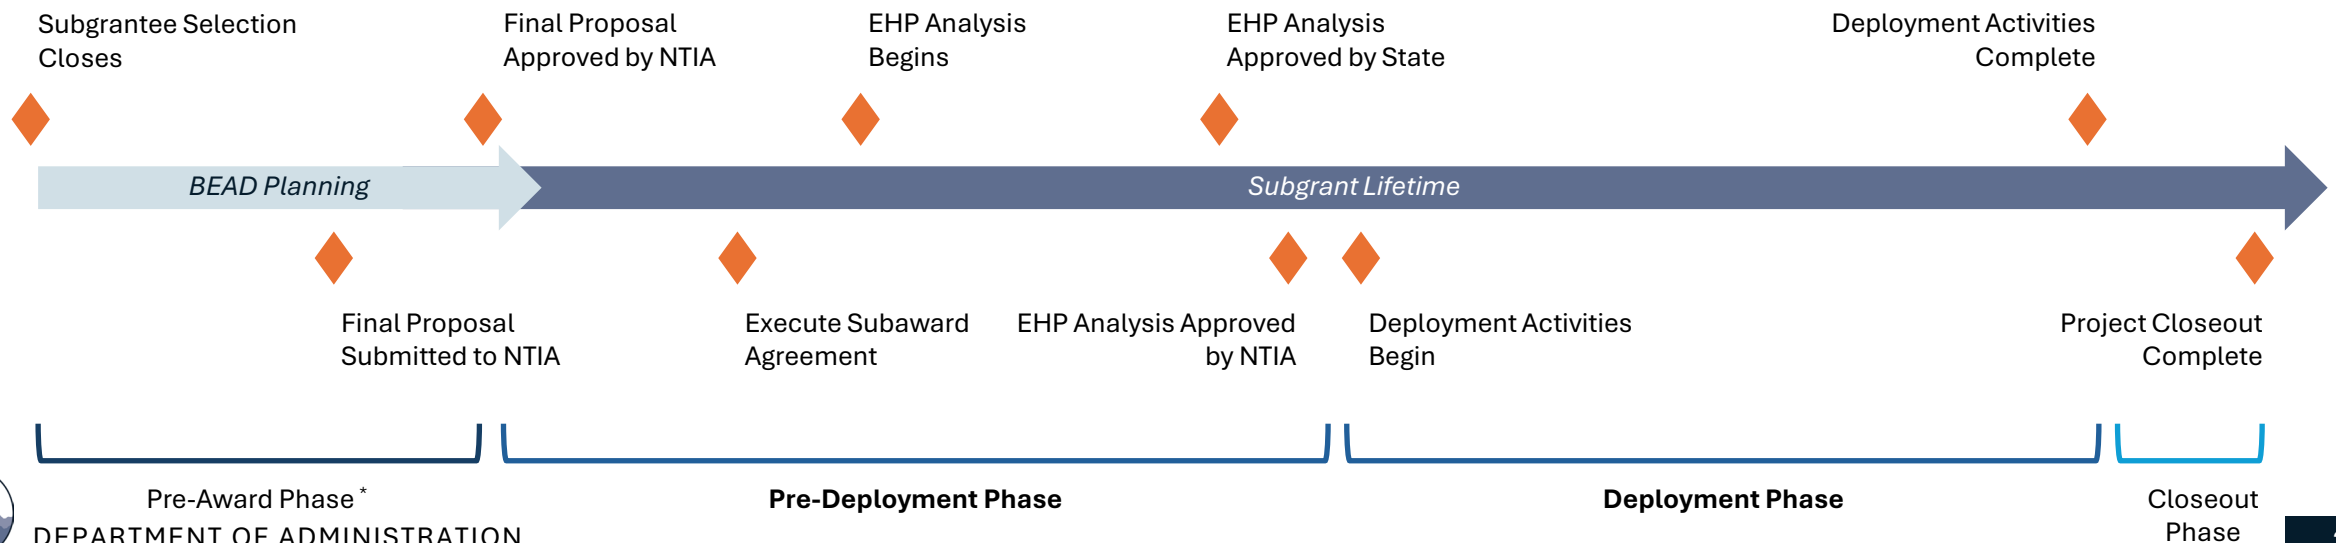 Subgrantee Selection
Closes
Final Proposal
Approved by NTIA
EHP Analysis
Begins
EHP Analysis
Approved by State
Deployment Activities
Complete
BEAD Planning
Subgrant Lifetime
Final Proposal
Submitted to NTIA
Execute Subaward
Agreement
EHP Analysis Approved
by NTIA
Deployment Activities
Begin
Project Closeout
Complete
Pre-Award Phase *
Pre-Deployment Phase
Deployment Phase
Closeout
Phase
DEPARTMENT OF ADMINISTRATION